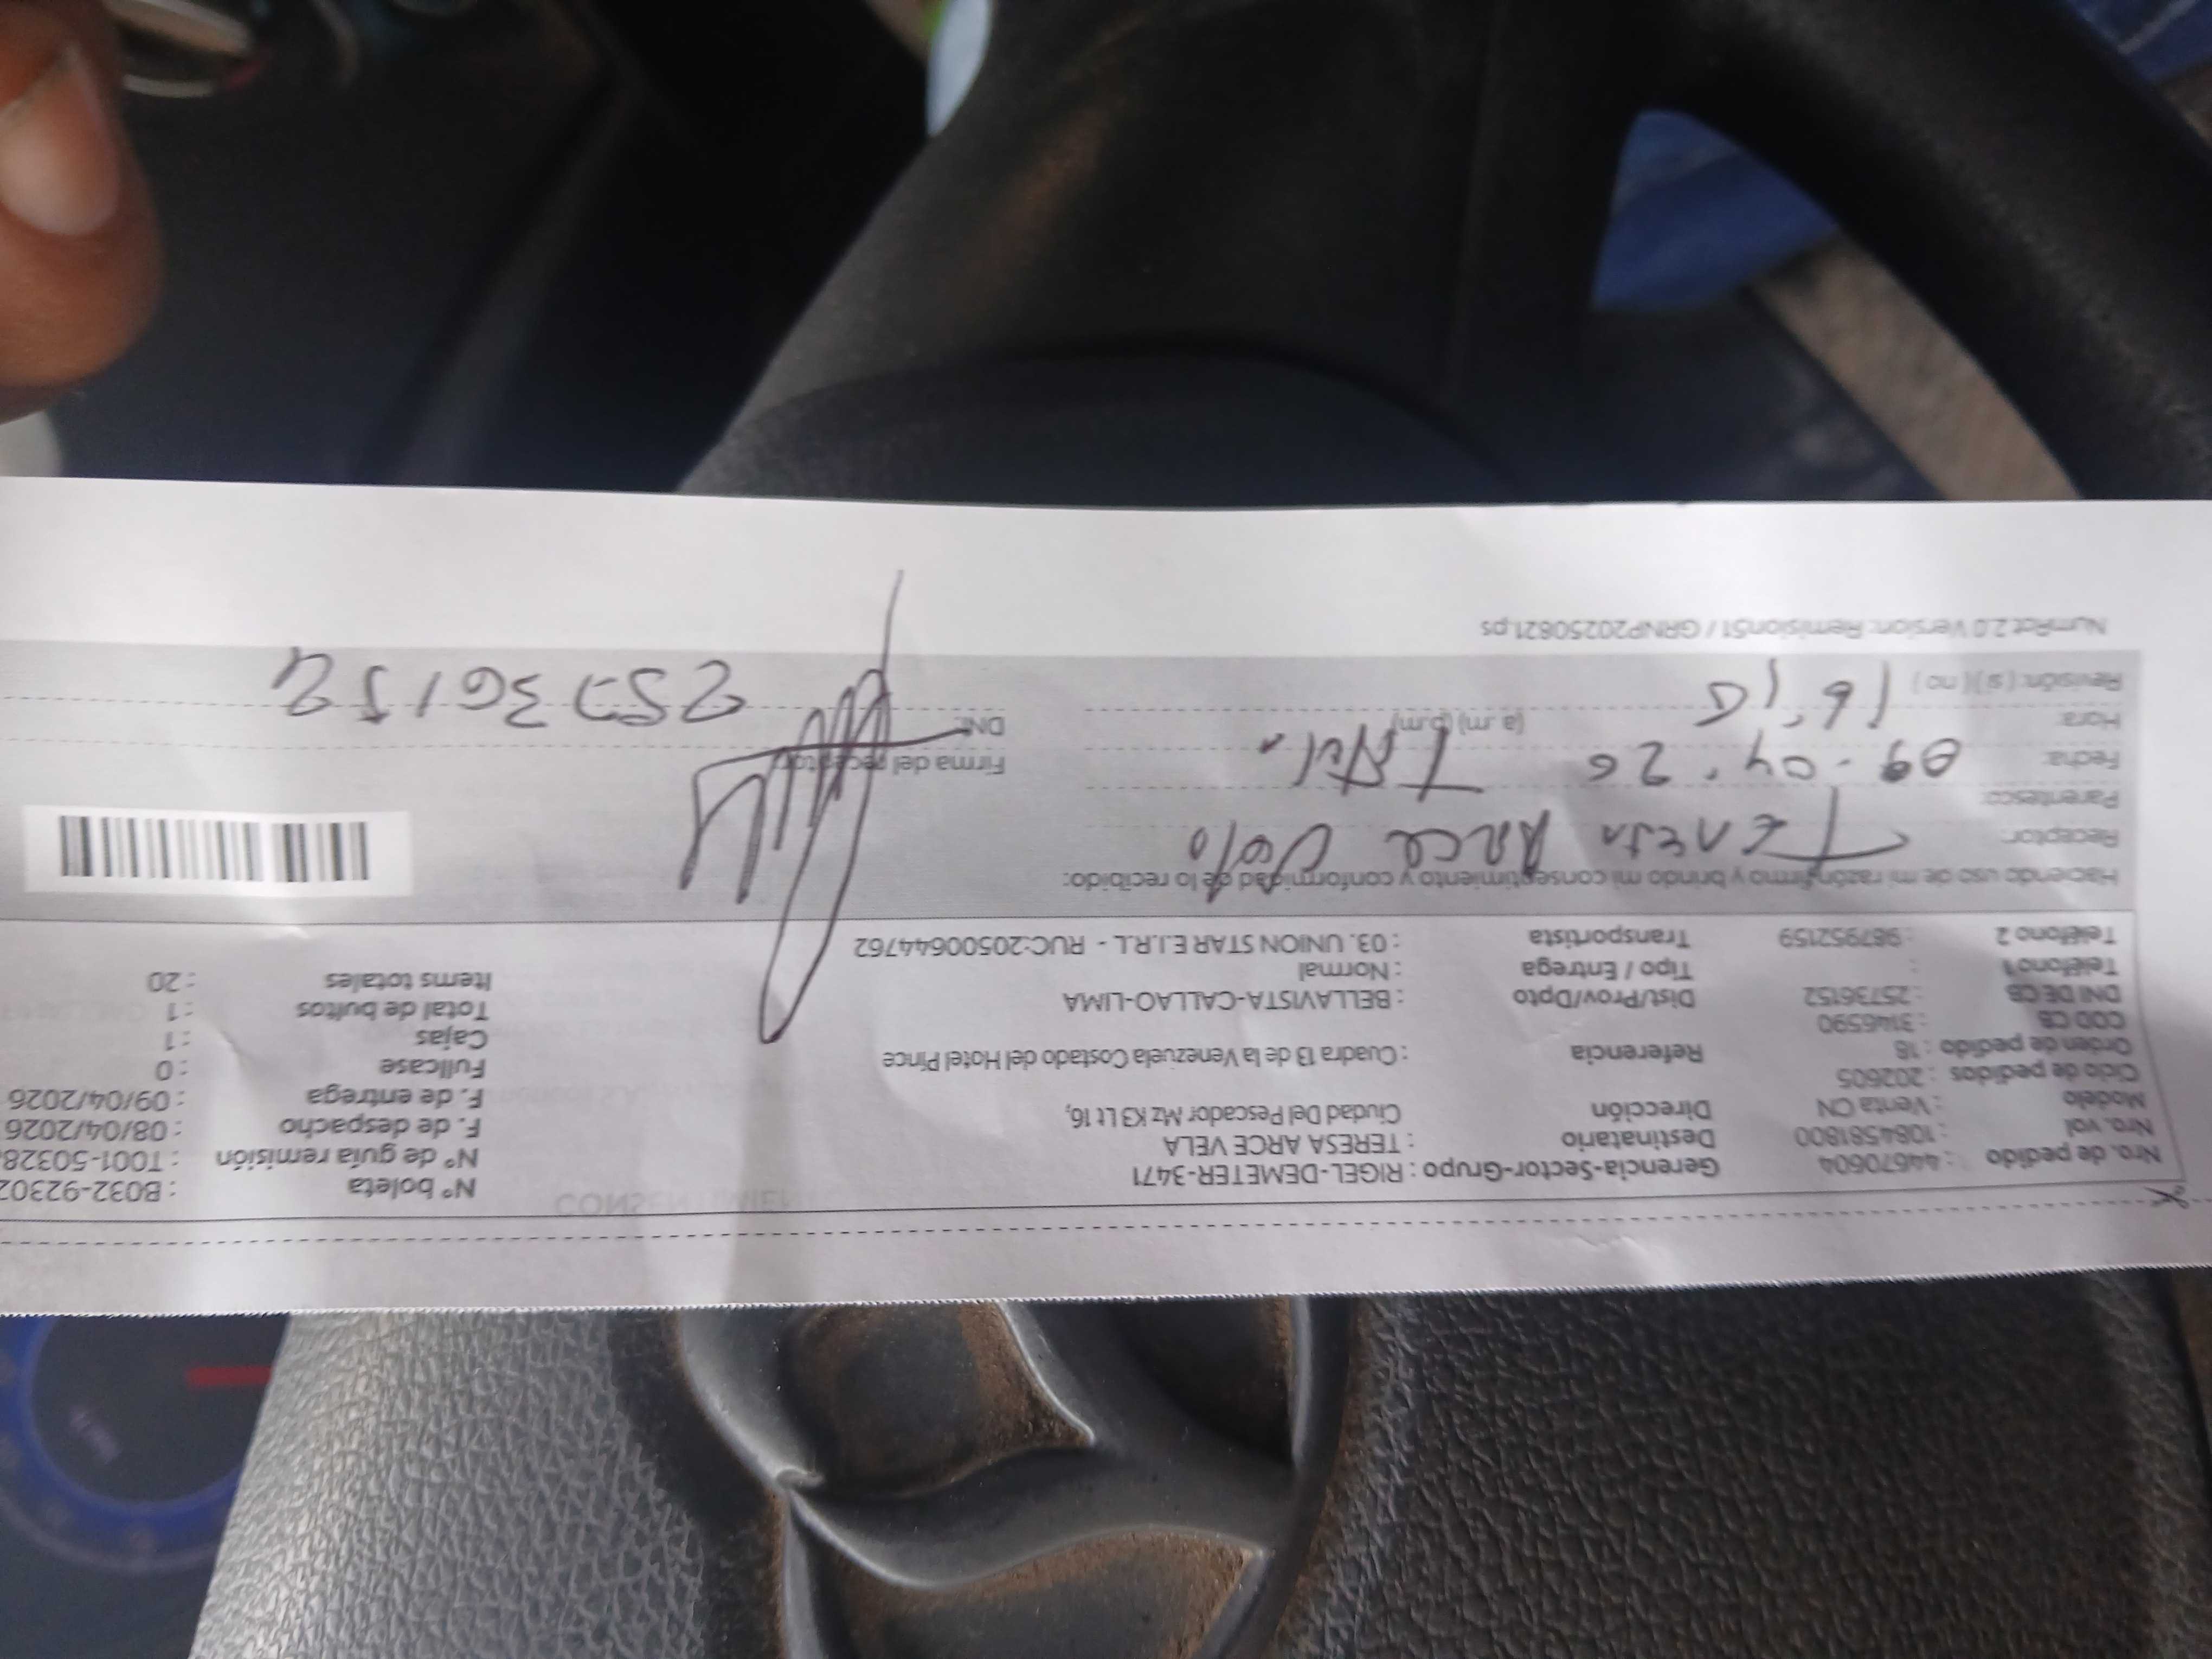 Nro. de pedido : 44670604
Nro. vol : 1084581800
Modelo : Venta CN
Ciclo de pedidos : 202605
Orden de pedido : 18
COD CB : 3146590
DNI DE CB : 25736152
Teléfono 1 :
Teléfono 2 : 987952159
Gerencia-Sector-Grupo : RIGEL-DEMETER-3471
Destinatario : TERESA ARCE VELA
Dirección Ciudad Del Pescador Mz K3 Lt 16,
Referencia : Cuadra 13 de la Venezuela Costado del Hotel Pince
Dist/Prov/Dpto : BELLAVISTA-CALLAO-LIMA
Tipo / Entrega : Normal
Transportista : 03. UNION STAR E.I.R.L - RUC:20500644762
N° boleta : B032-92302
N° de guía remisión : T001-50328
F. de despacho : 08/04/2026
F. de entrega : 09/04/2026
Fullcase : 0
Cajas : 1
Total de bultos : 1
Items totales : 20
Haciendo uso de mi razón firmo y brindo mi consentimiento y conformidad de lo recibido:
Receptor: Teresa Arce
Parentesco:
Fecha: 09-04-26
Hora: (a.m) (p.m)
Revisión: ( si )( no )
Firma del receptor:
DNI: 25736152
NumRot 2.0 Version: Remision51 / GRNP20250821.ps